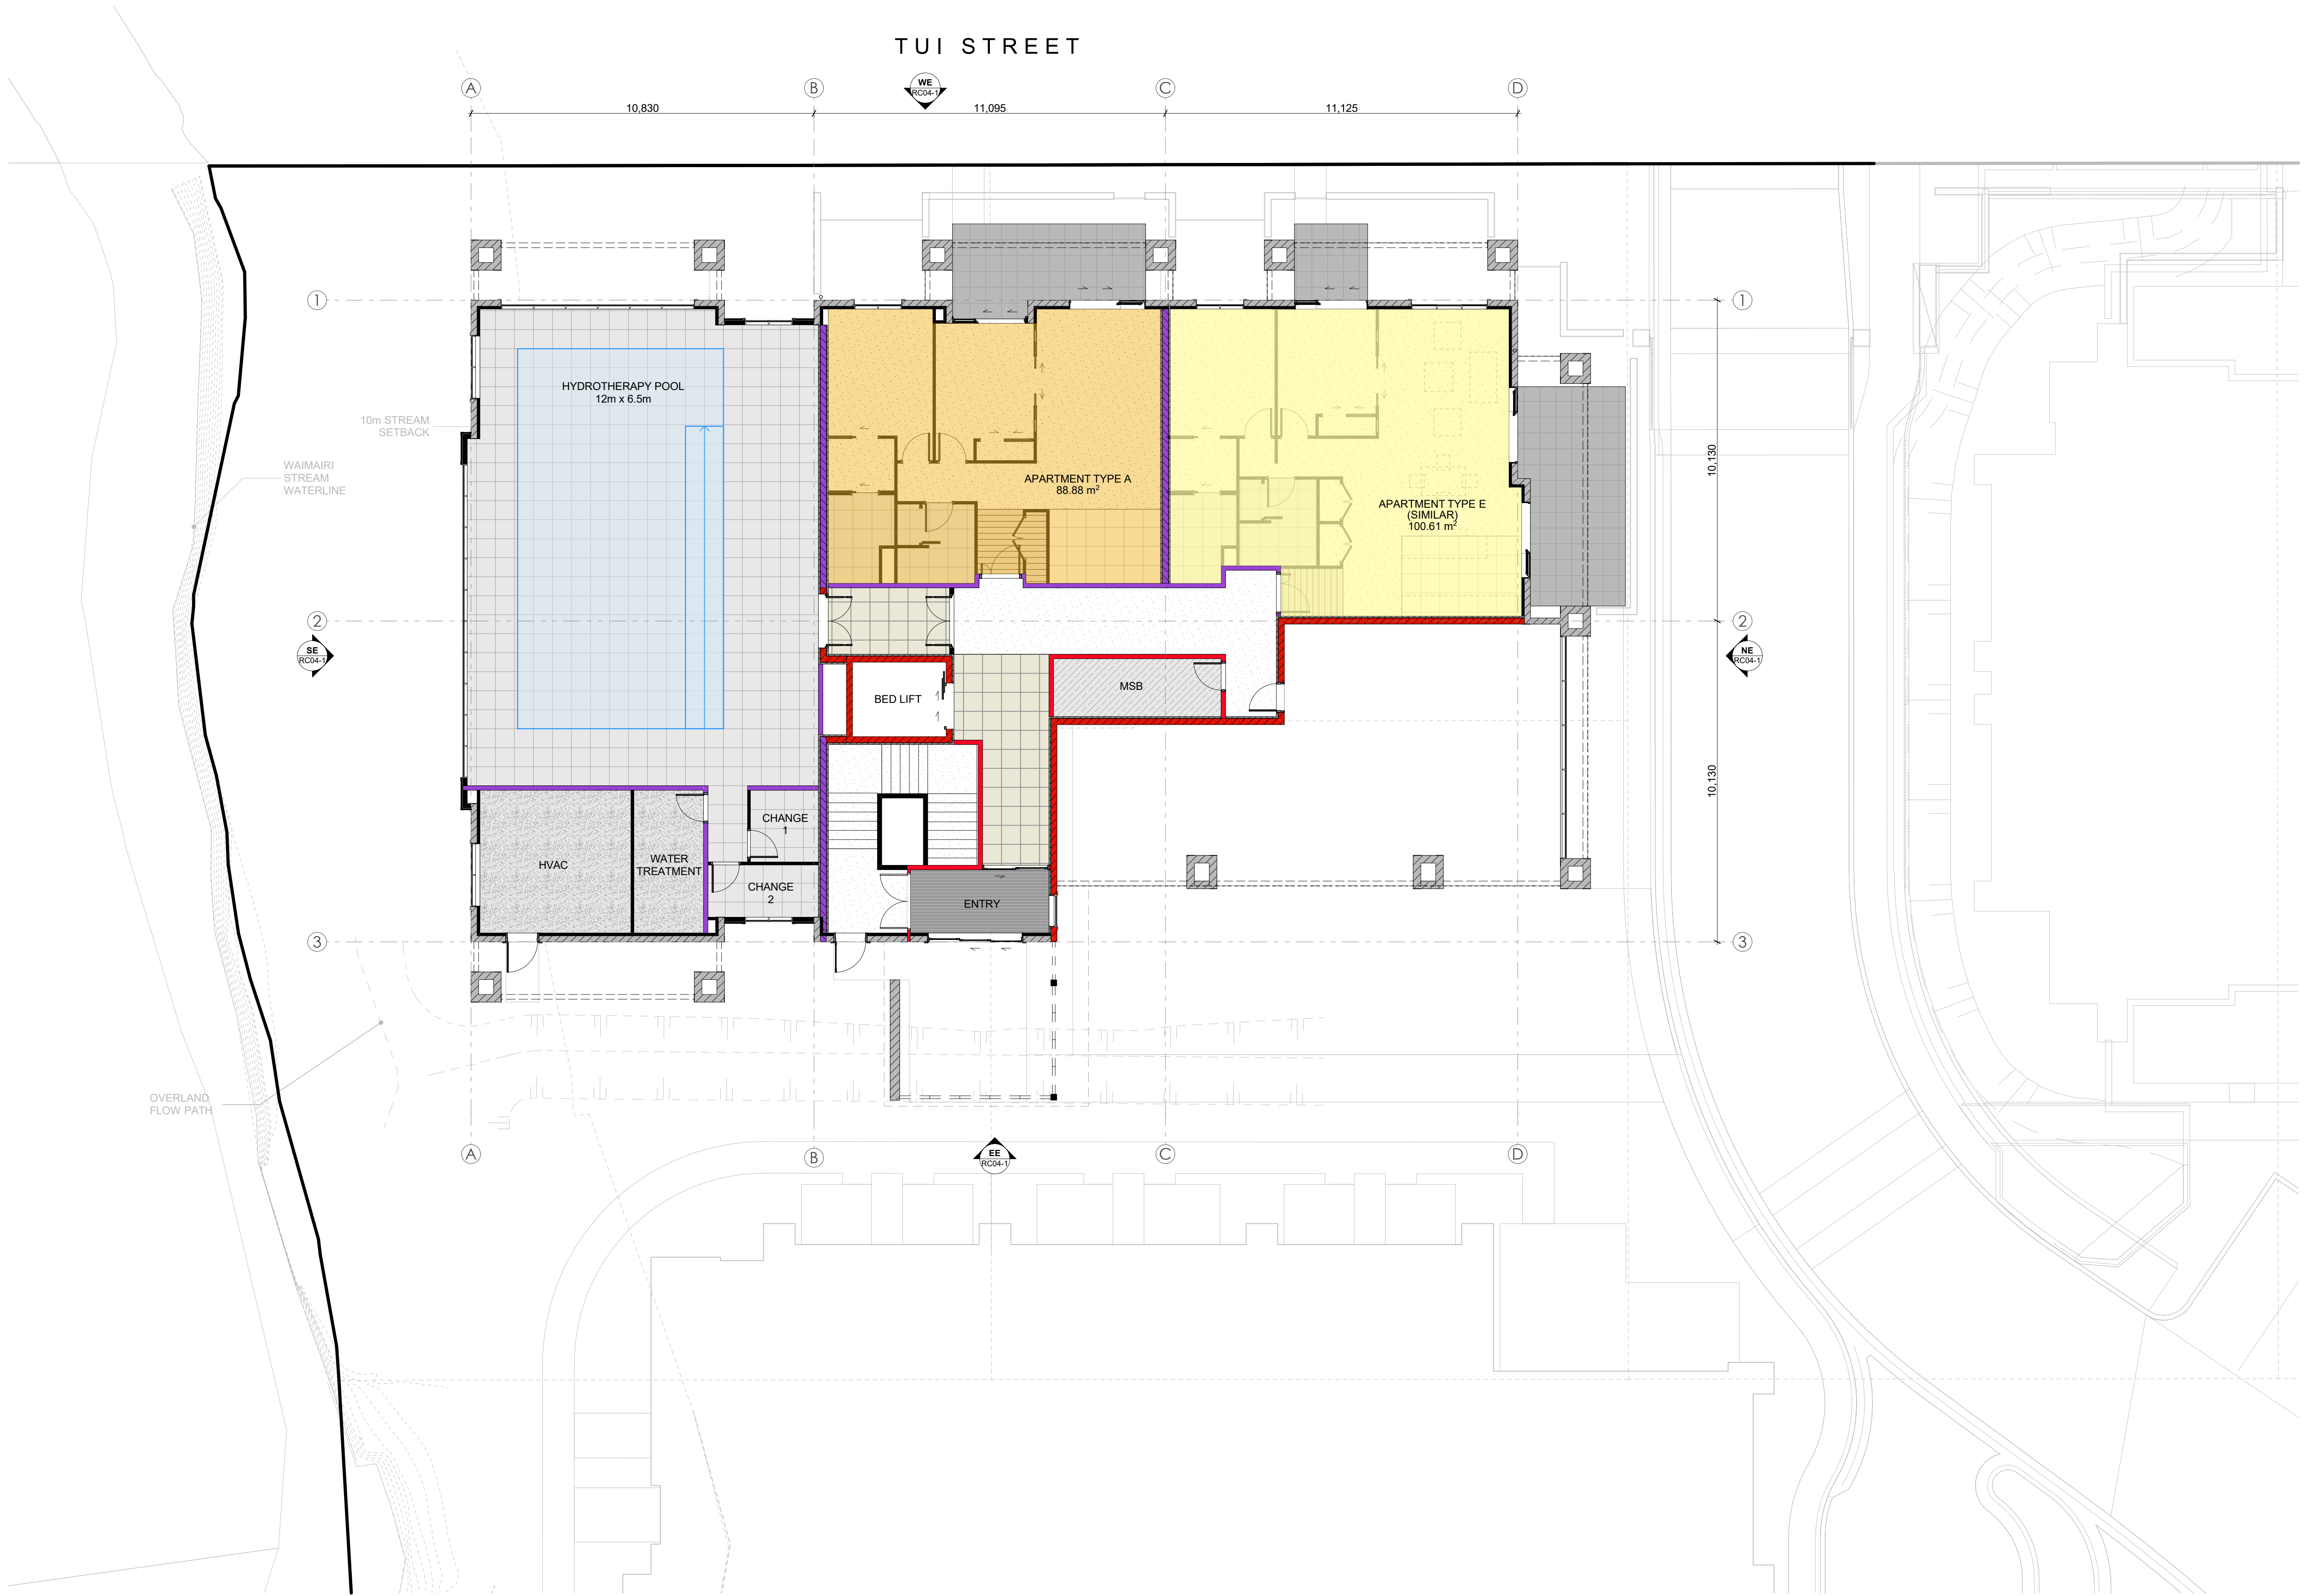 TUI STREET
A
B
WE
RC04-1
C
D
10,830
11,095
11,125
1
1
HYDROTHERAPY POOL
12m x 6.5m
10m STREAM
SETBACK
WAIMAIRI
STREAM
WATERLINE
APARTMENT TYPE A
88.88 m²
APARTMENT TYPE E
(SIMILAR)
100.61 m²
10,130
2
2
SE
RC04-1
NE
RC04-1
BED LIFT
MSB
10,130
CHANGE
1
HVAC
WATER
TREATMENT
CHANGE
2
ENTRY
3
3
OVERLAND
FLOW PATH
A
B
EE
RC04-1
C
D